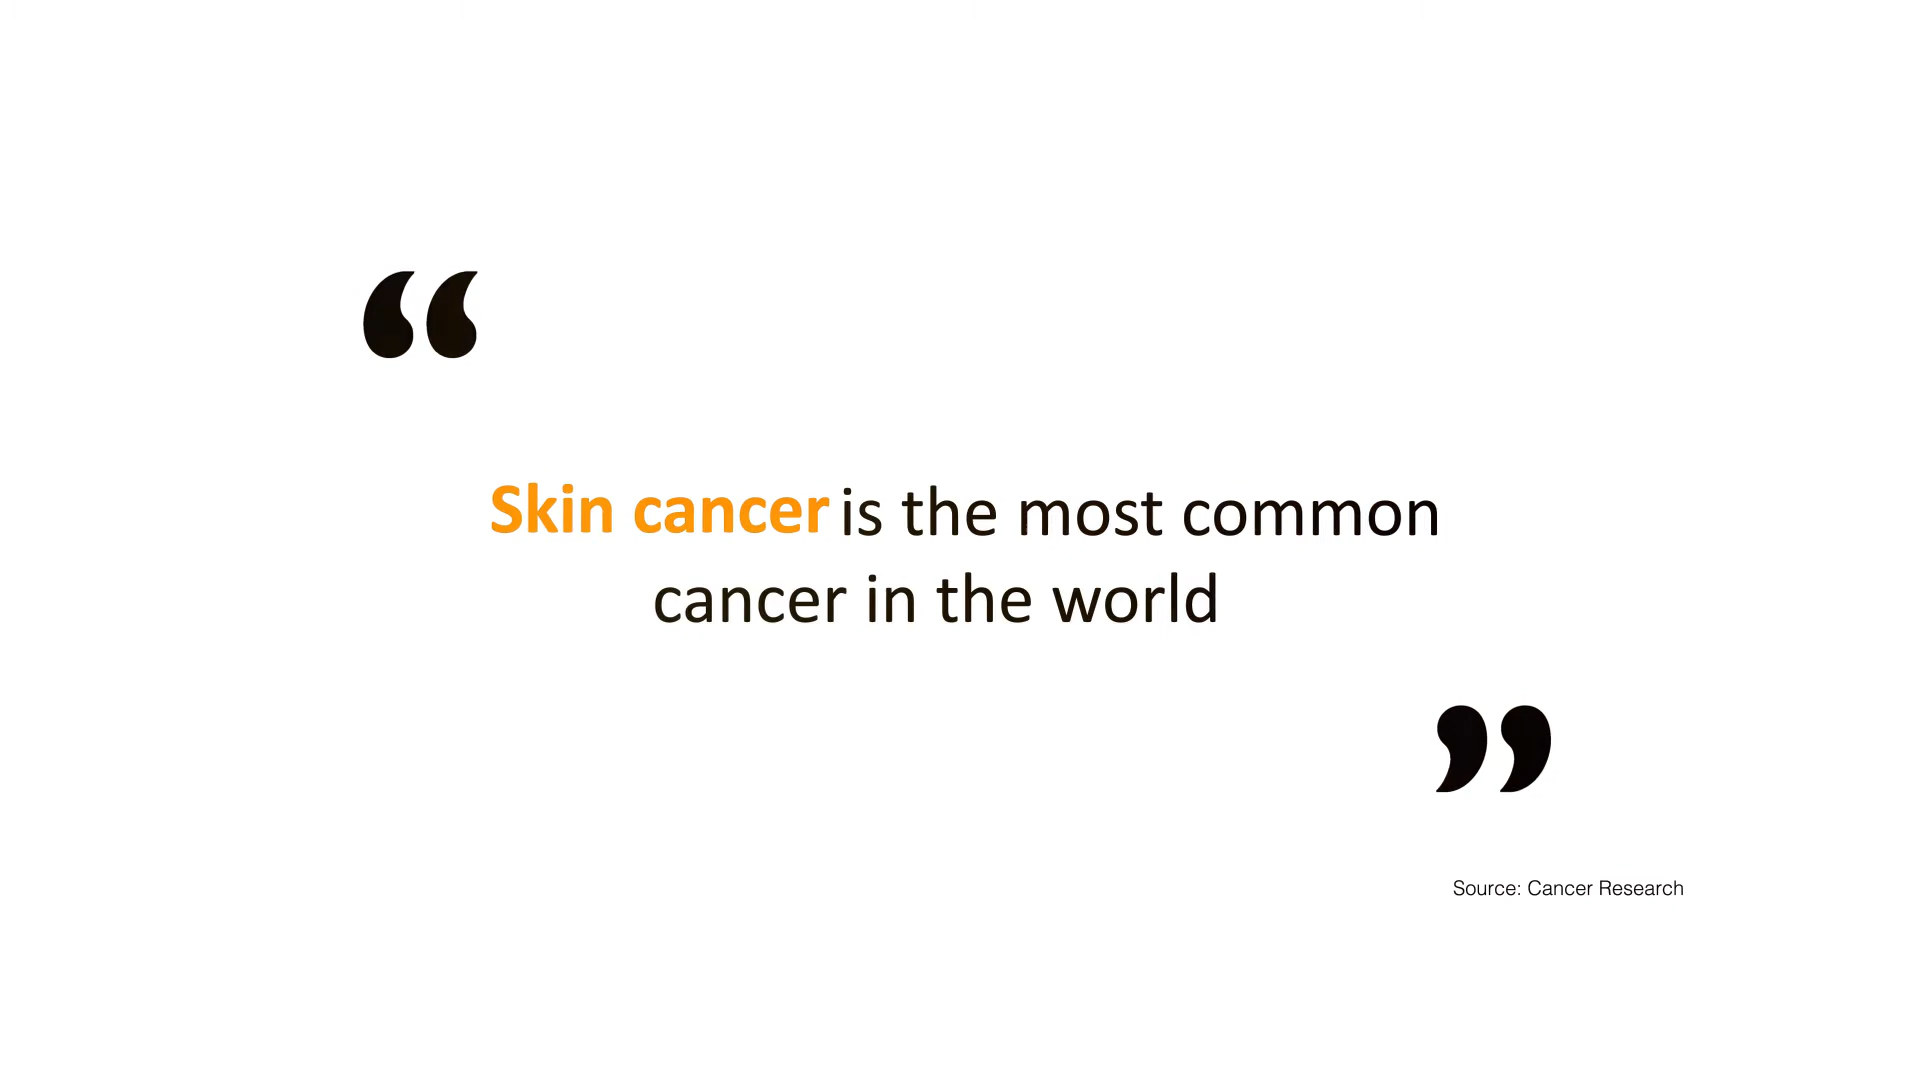 “
Skin cancer is the most common
cancer in the world
”
Source: Cancer Research